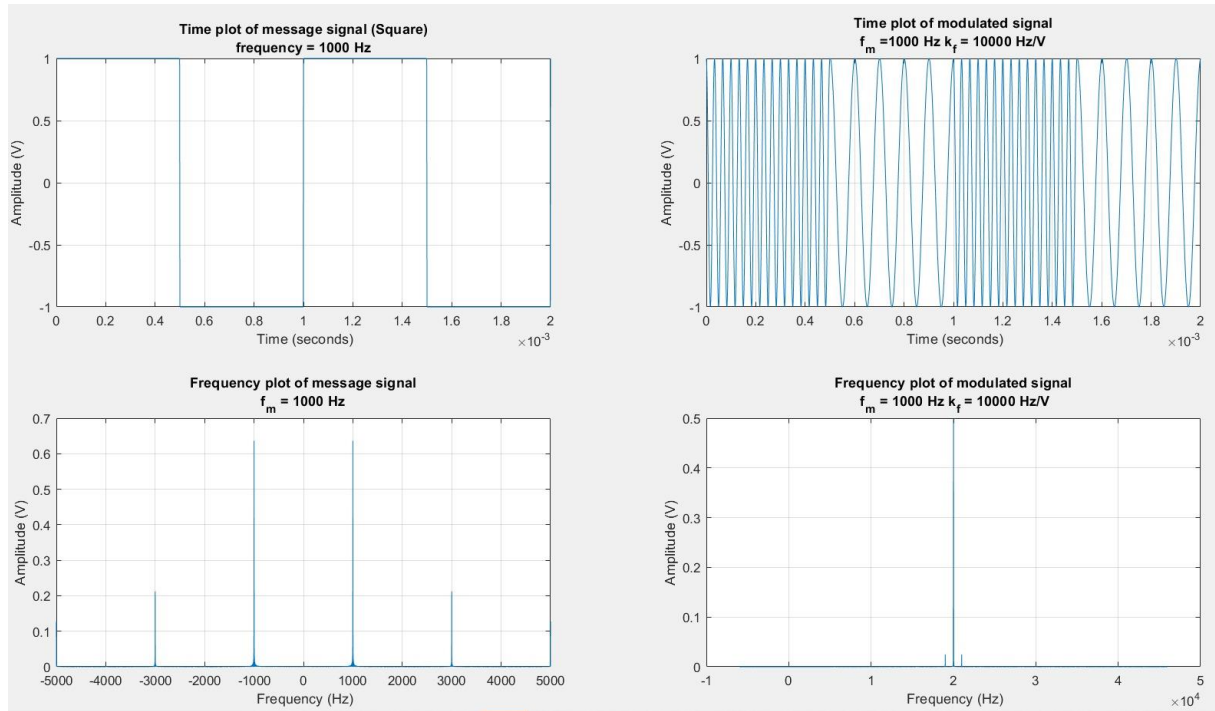 Time plot of message signal (Square)
frequency = 1000 Hz
1
0.5
0
-0.5
-1
Amplitude (V)
0 0.2 0.4 0.6 0.8 1 1.2 1.4 1.6 1.8 2
Time (seconds)
×10-3
Time plot of modulated signal
fm =1000 Hz kf = 10000 Hz/V
1
0.5
0
-0.5
-1
Amplitude (V)
0 0.2 0.4 0.6 0.8 1 1.2 1.4 1.6 1.8 2
Time (seconds)
×10-3
Frequency plot of message signal
fm = 1000 Hz
0.7
0.6
0.5
0.4
0.3
0.2
0.1
0
Amplitude (V)
-5000 -4000 -3000 -2000 -1000 0 1000 2000 3000 4000 5000
Frequency (Hz)
Frequency plot of modulated signal
fm = 1000 Hz kf = 10000 Hz/V
0.5
0.4
0.3
0.2
0.1
0
Amplitude (V)
-1 0 1 2 3 4 5
Frequency (Hz)
×104